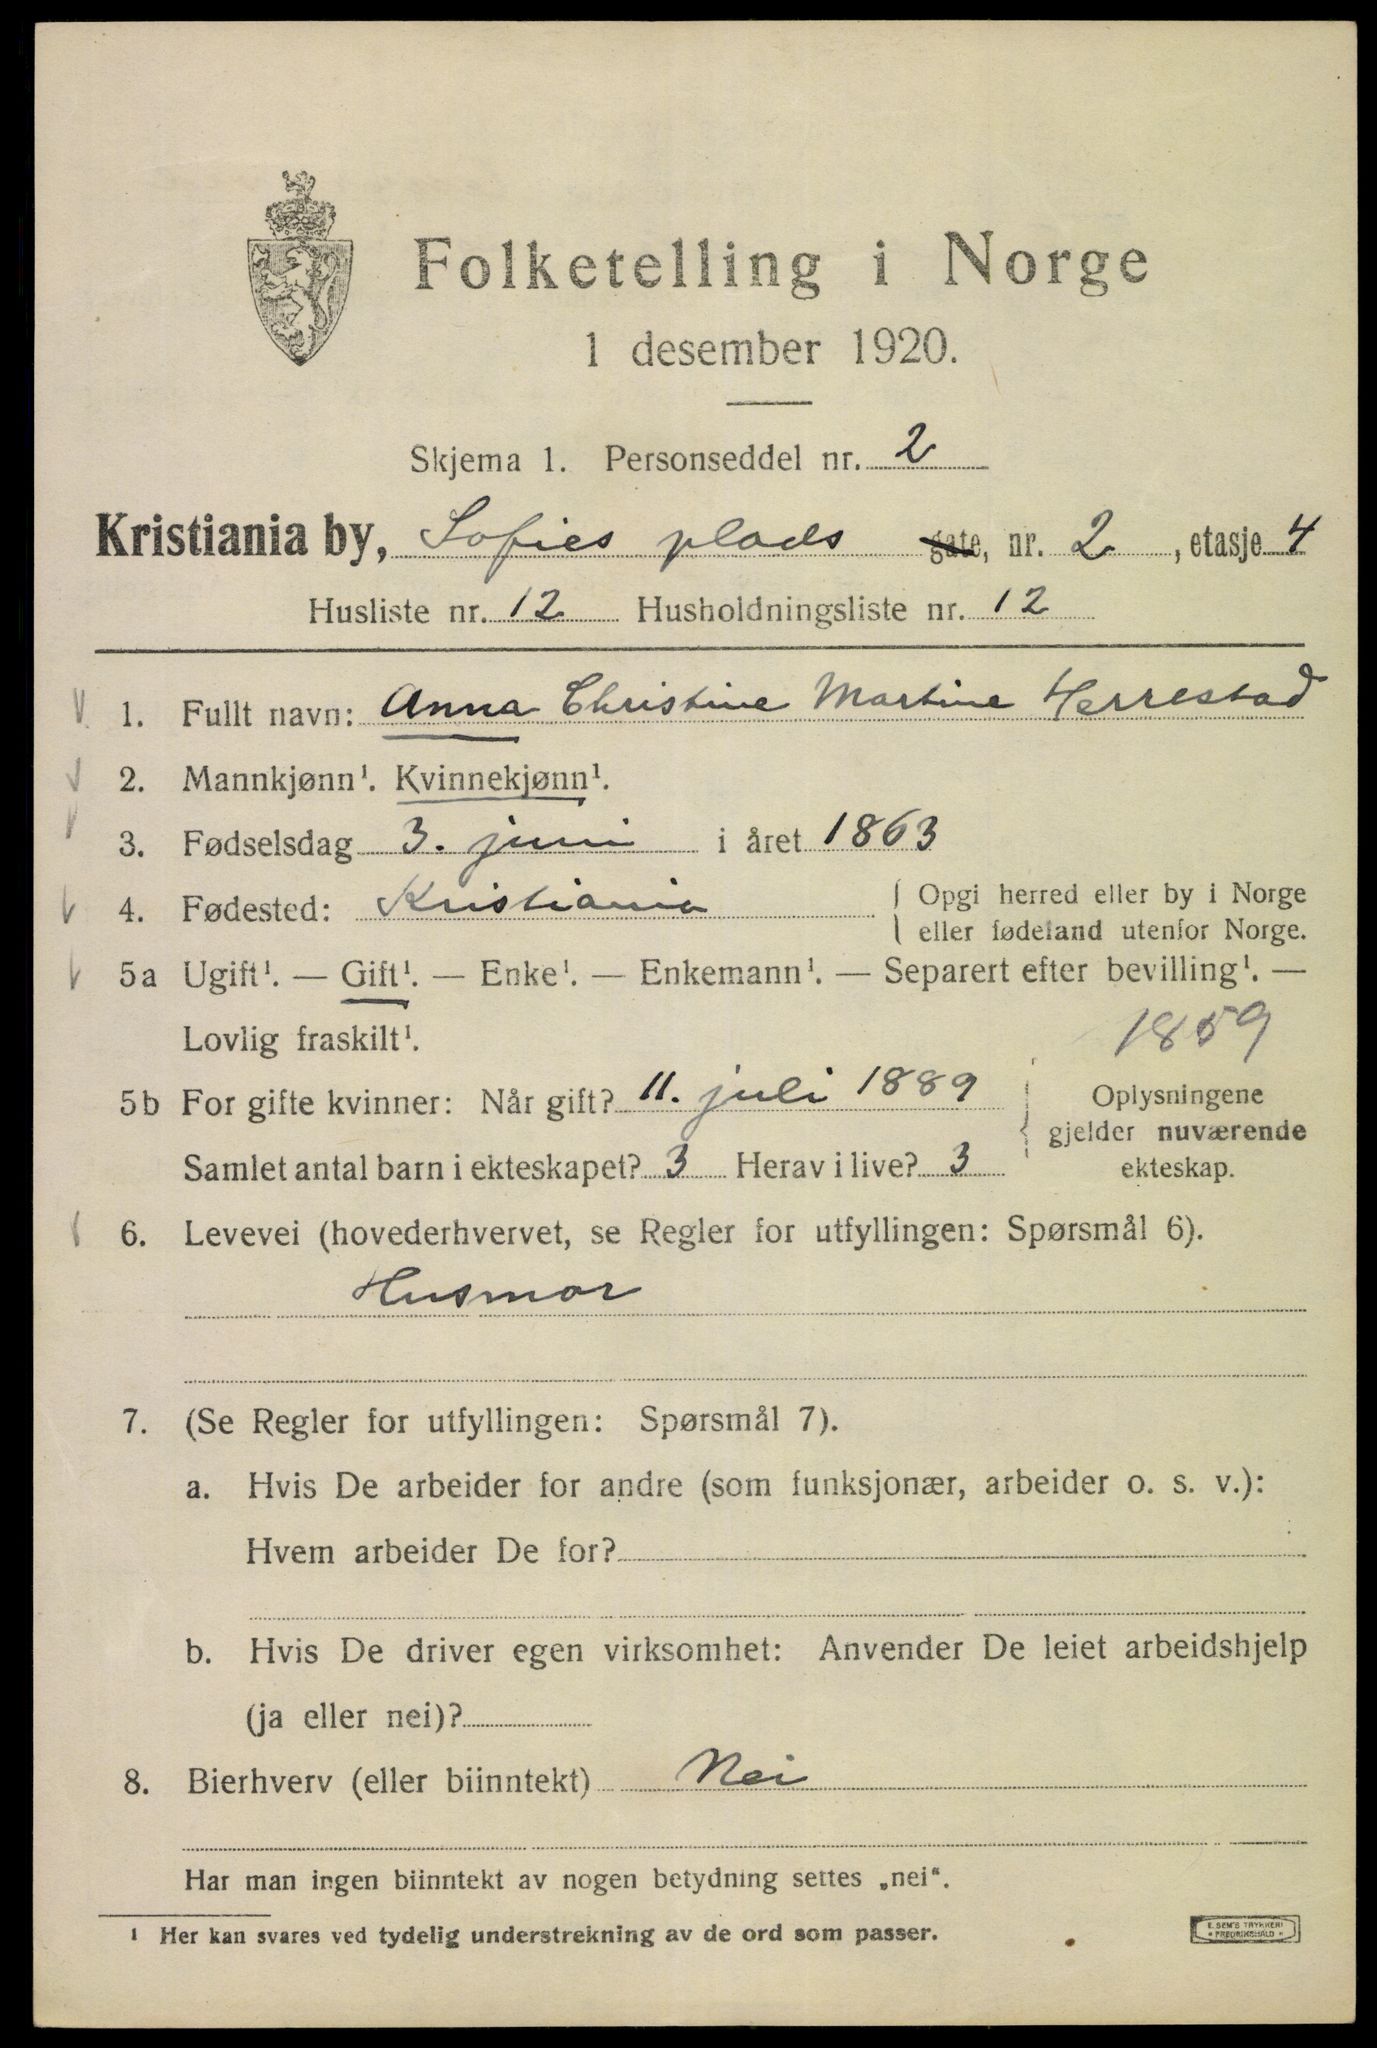 Folketelling i Norge
1 desember 1920.
Skjema 1. Personseddel nr. 2
Kristiania by, Sofies plads gate, nr. 2, etasje 4
Husliste nr. 12 Husholdningsliste nr. 12
1. Fullt navn: Anna Christine Martine Herrestad
2. Mannkjønn¹. Kvinnekjønn¹.
3. Fødselsdag 3. juni i året 1863
4. Fødested: Kristiania
Opgi herred eller by i Norge
eller fødeland utenfor Norge.
5a Ugift¹. — Gift¹. — Enke¹. — Enkemann¹. — Separert efter bevilling¹. —
Lovlig fraskilt¹.
1859
5b For gifte kvinner: Når gift? 11. juli 1889
Samlet antal barn i ekteskapet? 3 Herav i live? 3
Oplysningene
gjelder nuværende
ekteskap.
6. Levevei (hovederhvervet, se Regler for utfyllingen: Spørsmål 6).
Husmor
7. (Se Regler for utfyllingen: Spørsmål 7).
a. Hvis De arbeider for andre (som funksjonær, arbeider o. s. v.):
Hvem arbeider De for?
b. Hvis De driver egen virksomhet: Anvender De leiet arbeidshjelp
(ja eller nei)?
8. Bierhverv (eller biinntekt) Nei
Har man ingen biinntekt av nogen betydning settes „nei“.
¹ Her kan svares ved tydelig understrekning av de ord som passer.
E. SEM'S TRYKKERI
• FREDRIKSHALD •